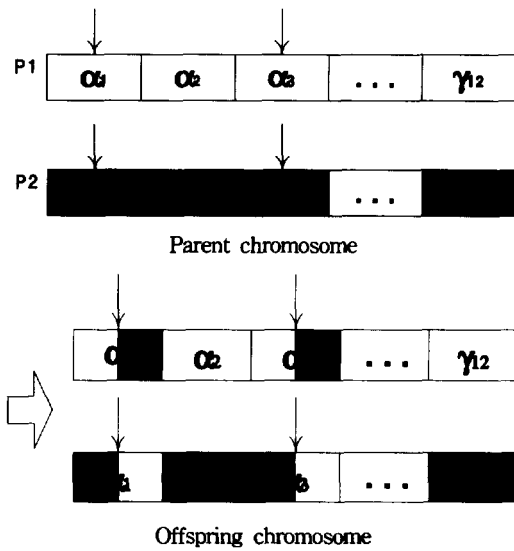 P1 α1 α2 α3 ... γ12
P2 ...
Parent chromosome
α2 ... γ12
...
Offspring chromosome